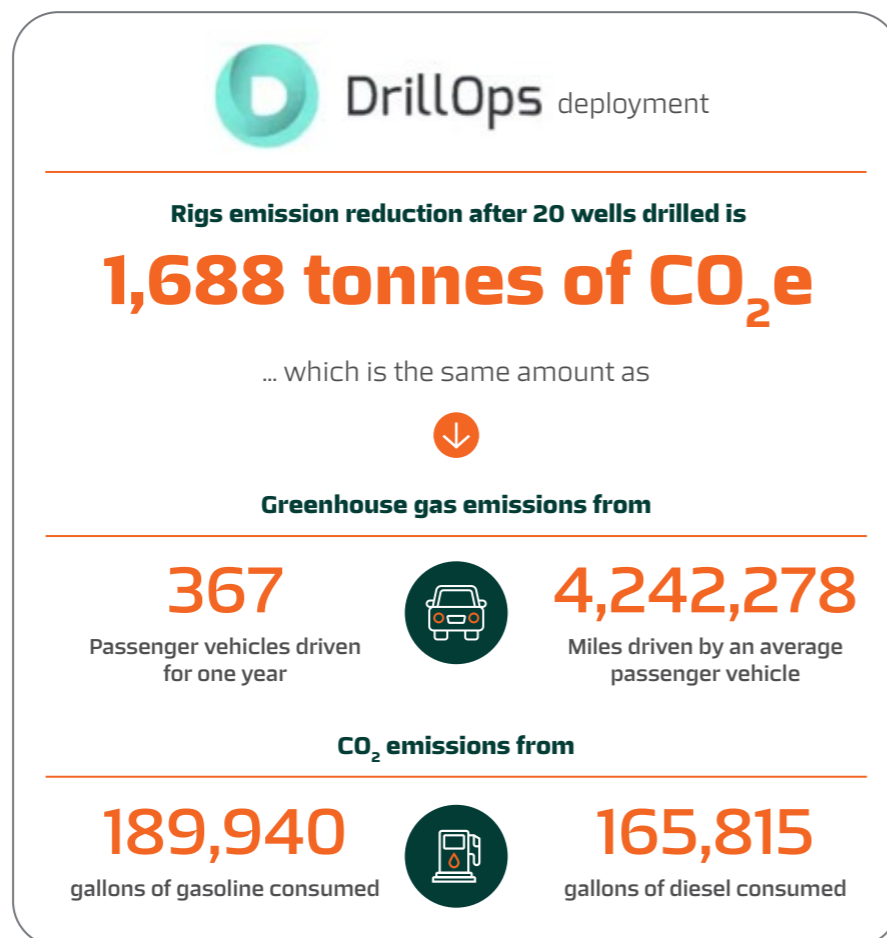 D DrillOps deployment
Rigs emission reduction after 20 wells drilled is
1,688 tonnes of CO₂e
... which is the same amount as
Greenhouse gas emissions from
367
Passenger vehicles driven
for one year
4,242,278
Miles driven by an average
passenger vehicle
CO₂ emissions from
189,940
gallons of gasoline consumed
165,815
gallons of diesel consumed